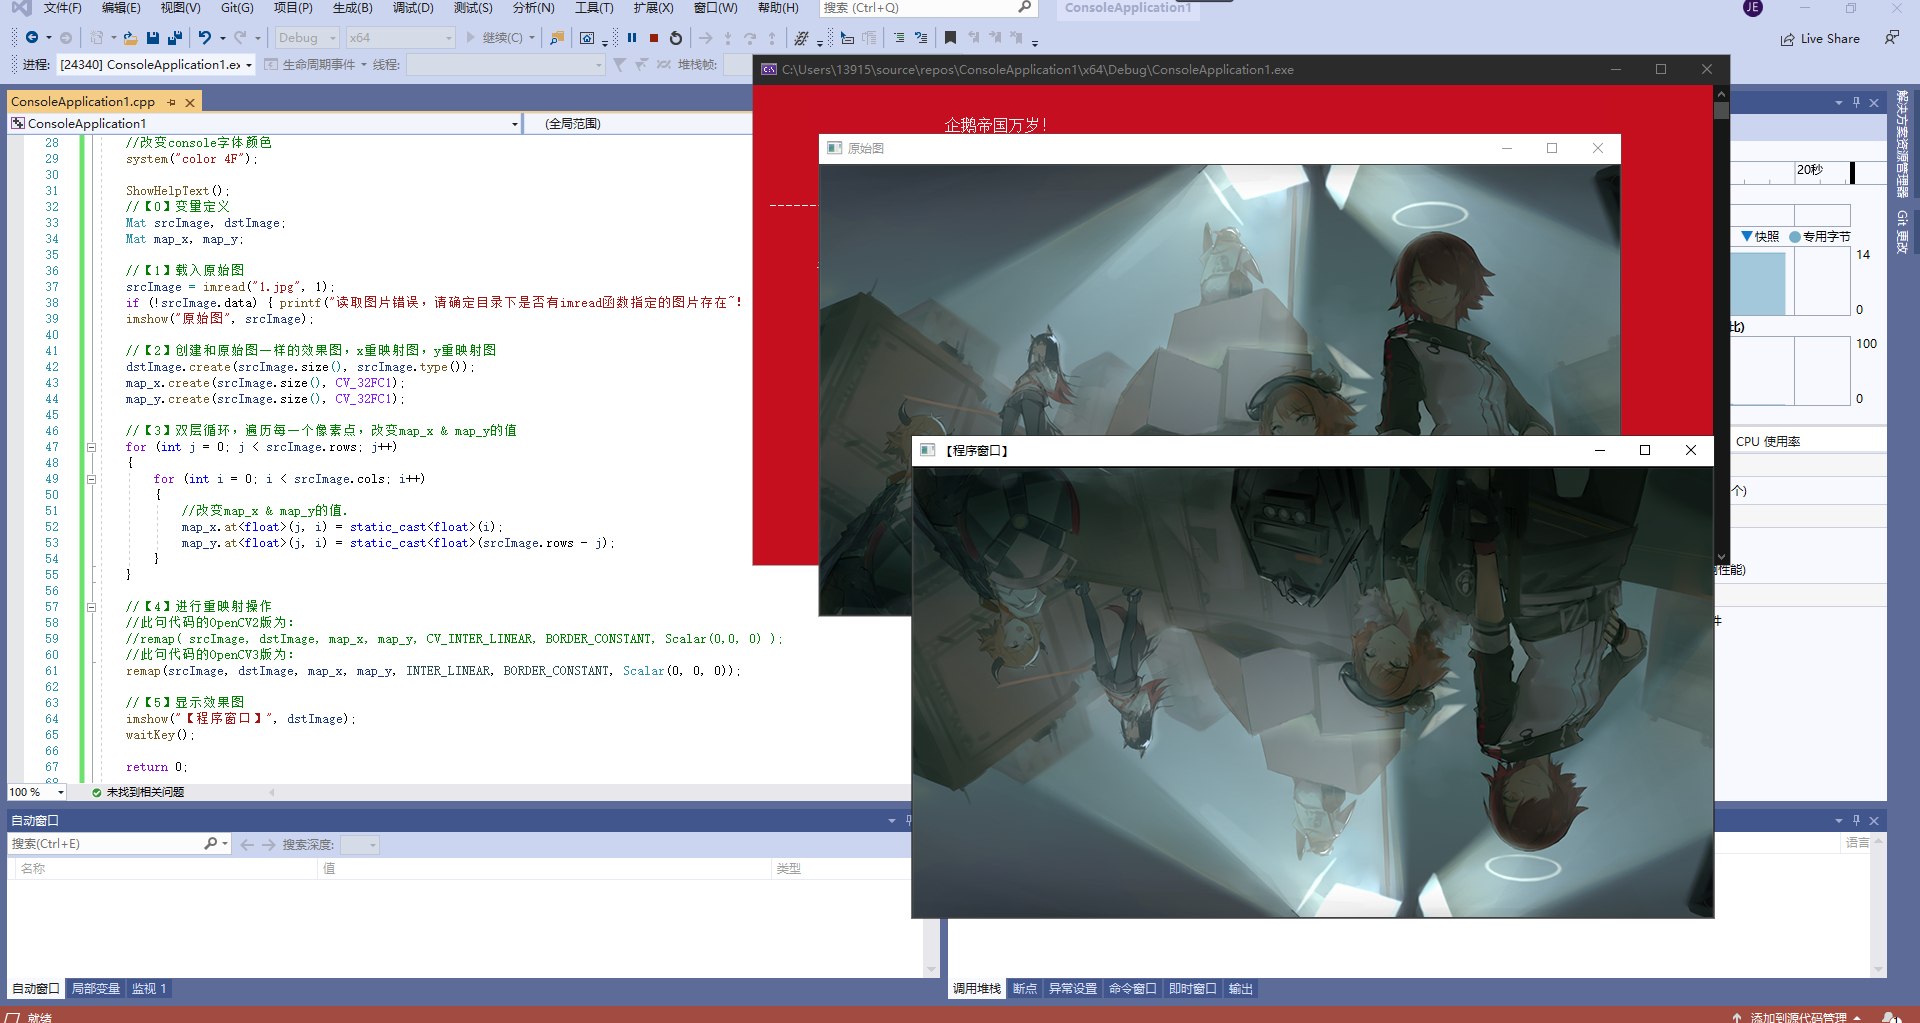 文件(F) 编辑(E) 视图(V) Git(G) 项目(P) 生成(B) 调试(D) 测试(S) 分析(N) 工具(T) 扩展(X) 窗口(W) 帮助(H) 搜索 (Ctrl+Q) ConsoleApplication1 JE
Debug x64 继续(C) Live Share
进程: [24340] ConsoleApplication1.ex 生命周期事件 线程: 堆栈帧:
ConsoleApplication1.cpp
ConsoleApplication1 (全局范围)
28 //改变console字体颜色
29 system("color 4F");
30
31 ShowHelpText();
32 //【0】变量定义
33 Mat srcImage, dstImage;
34 Mat map_x, map_y;
35
36 //【1】载入原始图
37 srcImage = imread("1.jpg", 1);
38 if (!srcImage.data) { printf("读取图片错误，请确定目录下是否有imread函数指定的图片存在~!
39 imshow("原始图", srcImage);
40
41 //【2】创建和原始图一样的效果图，x重映射图，y重映射图
42 dstImage.create(srcImage.size(), srcImage.type());
43 map_x.create(srcImage.size(), CV_32FC1);
44 map_y.create(srcImage.size(), CV_32FC1);
45
46 //【3】双层循环，遍历每一个像素点，改变map_x & map_y的值
47 for (int j = 0; j < srcImage.rows; j++)
48 {
49 for (int i = 0; i < srcImage.cols; i++)
50 {
51 //改变map_x & map_y的值.
52 map_x.at<float>(j, i) = static_cast<float>(i);
53 map_y.at<float>(j, i) = static_cast<float>(srcImage.rows - j);
54 }
55 }
56
57 //【4】进行重映射操作
58 //此句代码的OpenCV2版为：
59 //remap( srcImage, dstImage, map_x, map_y, CV_INTER_LINEAR, BORDER_CONSTANT, Scalar(0,0, 0) );
60 //此句代码的OpenCV3版为：
61 remap(srcImage, dstImage, map_x, map_y, INTER_LINEAR, BORDER_CONSTANT, Scalar(0, 0, 0));
62
63 //【5】显示效果图
64 imshow("【程序窗口】", dstImage);
65 waitKey();
66
67 return 0;
68
100 % 未找到相关问题
C:\Users\13915\source\repos\ConsoleApplication1\x64\Debug\ConsoleApplication1.exe
企鹅帝国万岁！
原始图
【程序窗口】
20秒
快照 专用字节
14
0
比)
100
0
CPU 使用率
个)
性能)
件
解决方案资源管理器
Git 更改
自动窗口
搜索(Ctrl+E) 搜索深度:
名称 值 类型
语言
自动窗口 局部变量 监视 1
调用堆栈 断点 异常设置 命令窗口 即时窗口 输出
就绪 添加到源代码管理 1